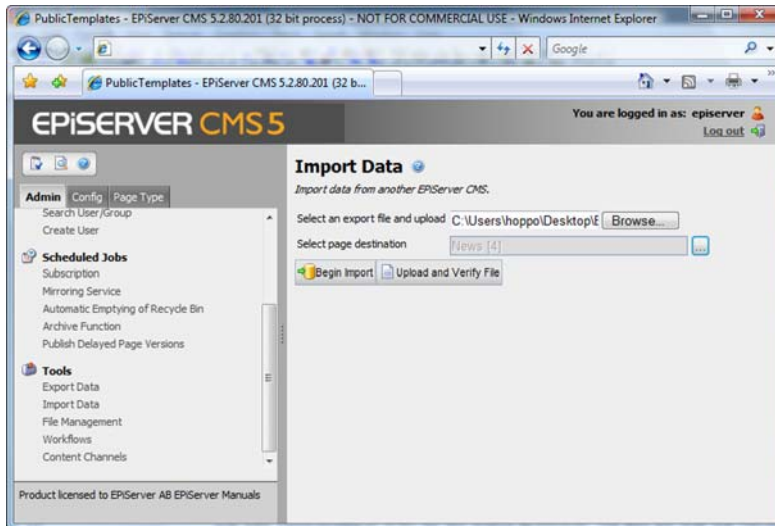 PublicTemplates - EPiServer CMS 5.2.80.201 (32 bit process) - NOT FOR COMMERCIAL USE - Windows Internet Explorer
Google
PublicTemplates - EPiServer CMS 5.2.80.201 (32 b...
EPiSERVER CMS 5
You are logged in as: episerver
Log out
Admin Config Page Type
Search User/Group
Create User
Scheduled Jobs
Subscription
Mirroring Service
Automatic Emptying of Recycle Bin
Archive Function
Publish Delayed Page Versions
Tools
Export Data
Import Data
File Management
Workflows
Content Channels
Product licensed to EPiServer AB EPiServer Manuals
Import Data
Import data from another EPiServer CMS.
Select an export file and upload C:\Users\hoppo\Desktop\E Browse...
Select page destination News [4] ...
Begin Import Upload and Verify File